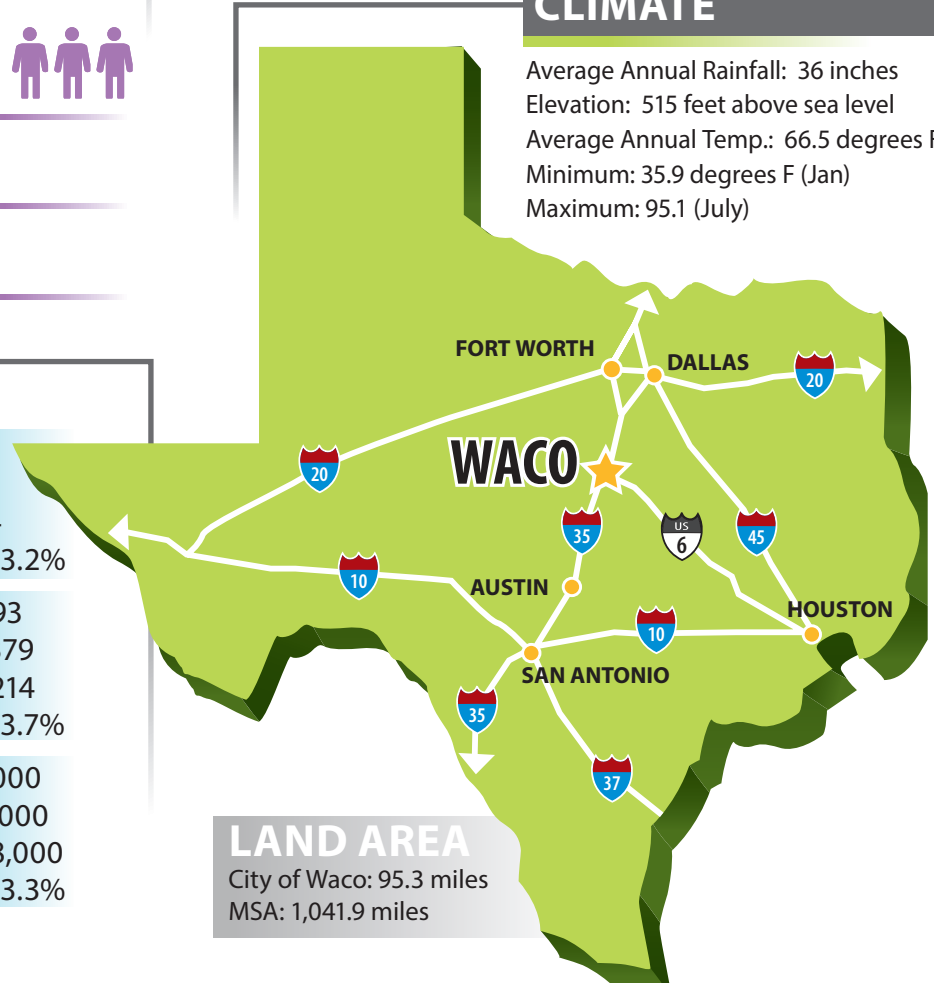 CLIMATE
Average Annual Rainfall: 36 inches
Elevation: 515 feet above sea level
Average Annual Temp.: 66.5 degrees F
Minimum: 35.9 degrees F (Jan)
Maximum: 95.1 (July)
FORT WORTH
DALLAS
20
WACO
20
35
US
6
45
10
AUSTIN
HOUSTON
10
SAN ANTONIO
35
37
3.2%
93
79
214
3.7%
000
000
3,000
3.3%
LAND AREA
City of Waco: 95.3 miles
MSA: 1,041.9 miles